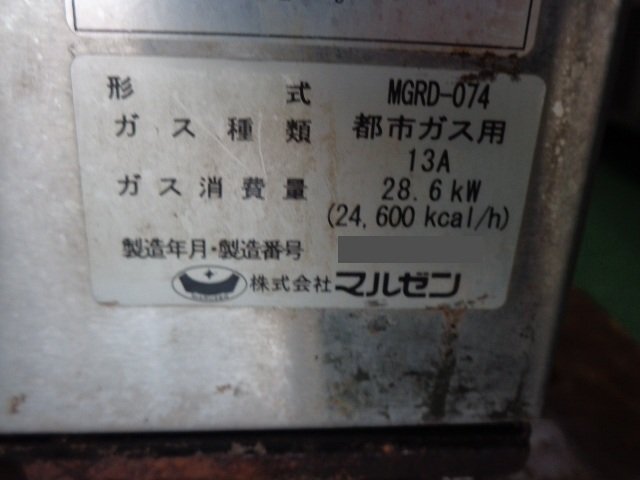 形式 MGRD-074
ガス種類 都市ガス用
13A
ガス消費量 28.6kW
(24,600 kcal/h)
製造年月・製造番号
株式会社 マルゼン